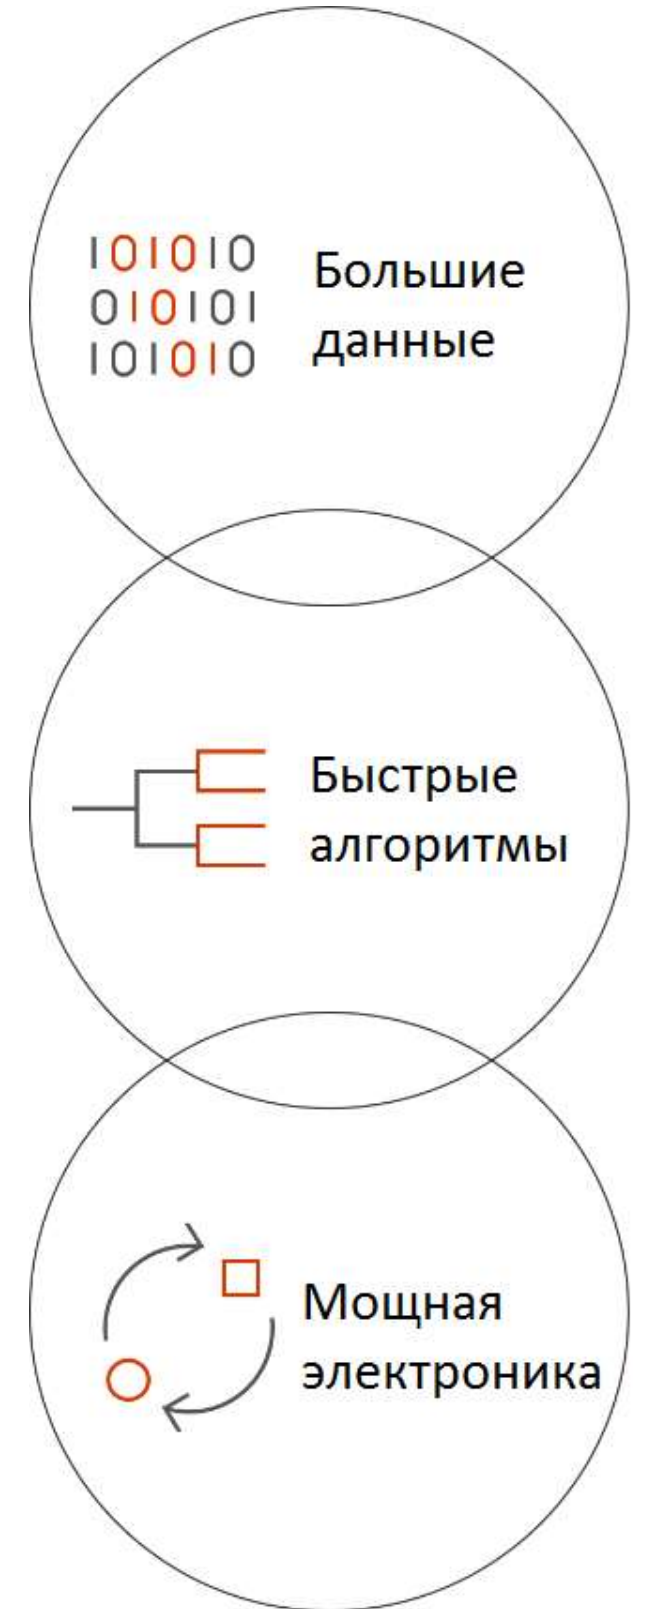 101010
010101
101010
Большие
данные
Быстрые
алгоритмы
Мощная
электроника